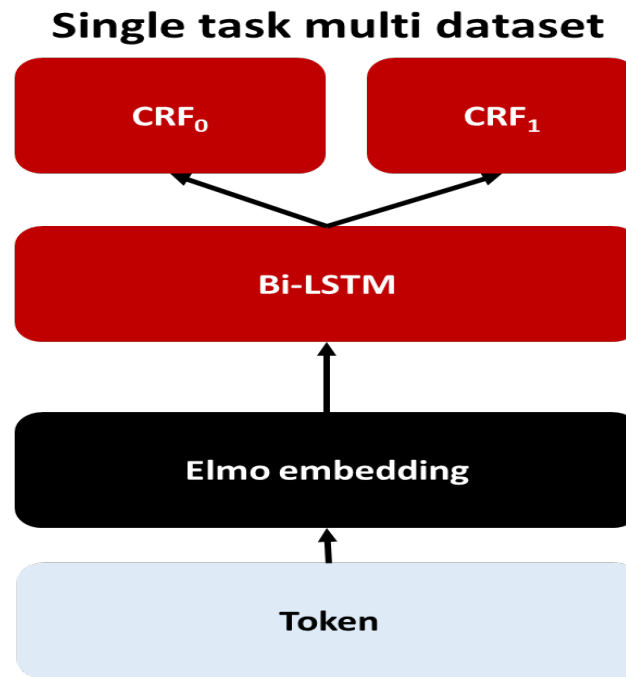 Single task multi dataset
CRF₀
CRF₁
Bi-LSTM
Elmo embedding
Token